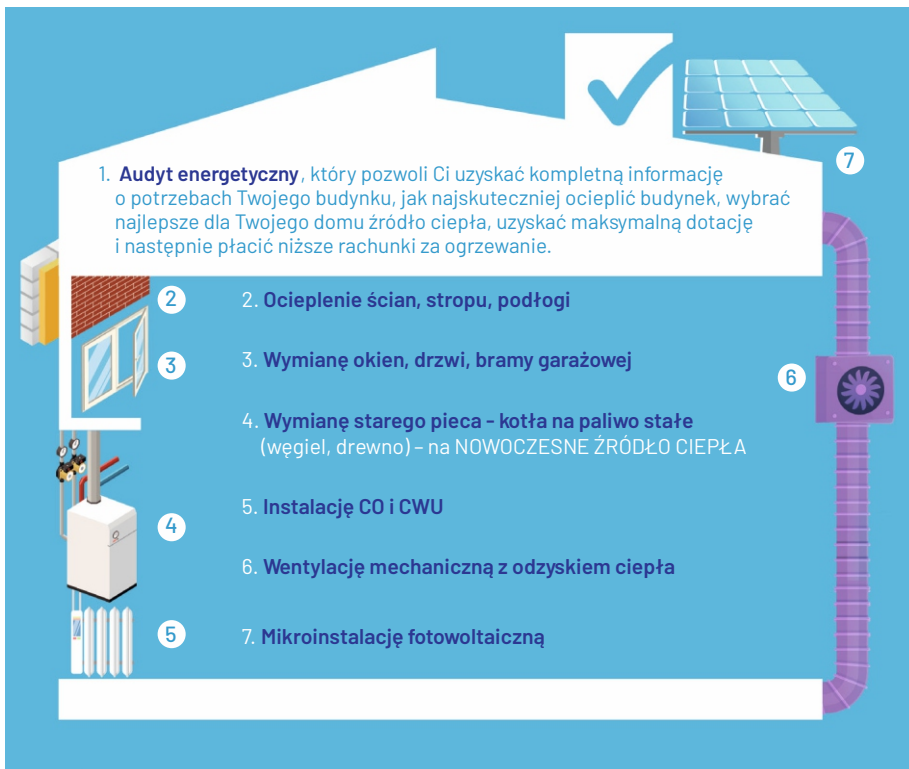 7
1. Audyt energetyczny, który pozwoli Ci uzyskać kompletną informację
o potrzebach Twojego budynku, jak najskuteczniej ocieplić budynek, wybrać
najlepsze dla Twojego domu źródło ciepła, uzyskać maksymalną dotację
i następnie płacić niższe rachunki za ogrzewanie.
2
2. Ocieplenie ścian, stropu, podłogi
3
3. Wymianę okien, drzwi, bramy garażowej
6
4. Wymianę starego pieca - kotła na paliwo stałe
(węgiel, drewno) – na NOWOCZESNE ŹRÓDŁO CIEPŁA
4
5. Instalację CO i CWU
6. Wentylację mechaniczną z odzyskiem ciepła
5
7. Mikroinstalację fotowoltaiczną